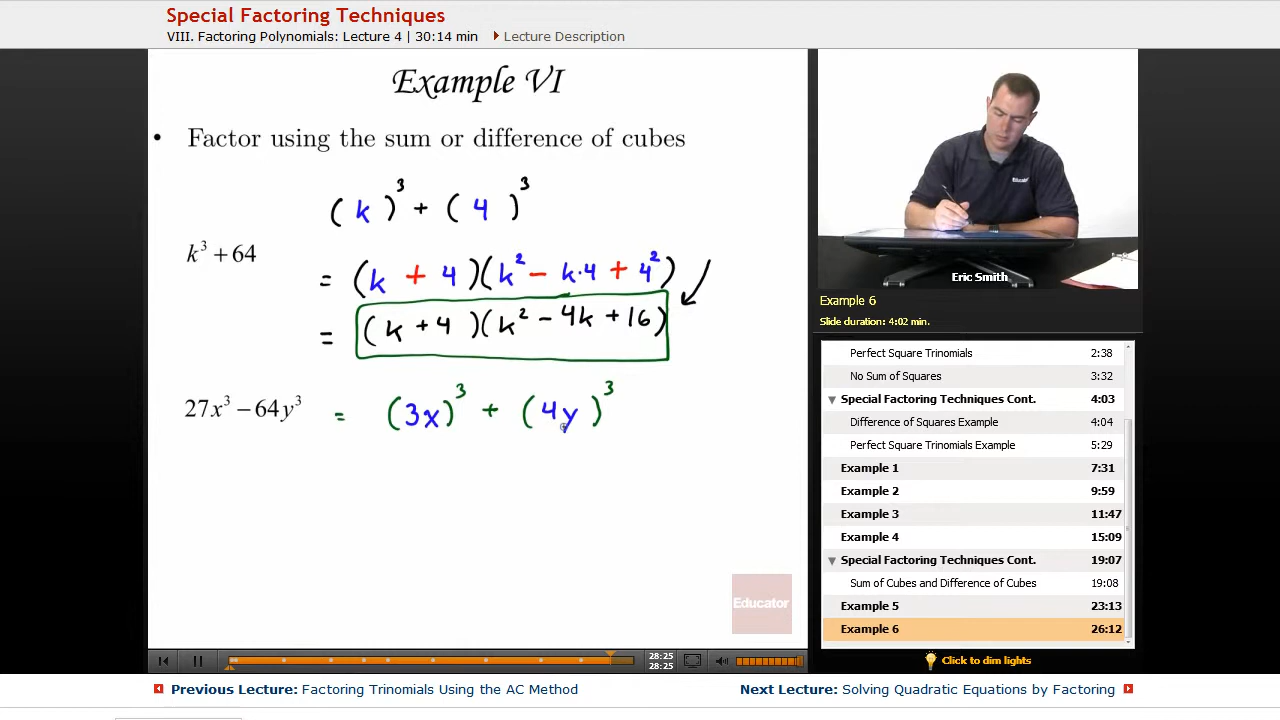 Special Factoring Techniques
VIII. Factoring Polynomials: Lecture 4 | 30:14 min Lecture Description
Example VI
• Factor using the sum or difference of cubes
( k )³ + ( 4 )³
k³ + 64
= (k + 4)(k² − k·4 + 4²)
= (k + 4)(k² − 4k + 16)
27x³ − 64y³ = (3x)³ + (4y)³
Educator
Educator
Eric Smith
Example 6
Slide duration: 4:02 min.
Perfect Square Trinomials 2:38
No Sum of Squares 3:32
Special Factoring Techniques Cont. 4:03
Difference of Squares Example 4:04
Perfect Square Trinomials Example 5:29
Example 1 7:31
Example 2 9:59
Example 3 11:47
Example 4 15:09
Special Factoring Techniques Cont. 19:07
Sum of Cubes and Difference of Cubes 19:08
Example 5 23:13
Example 6 26:12
28:25
28:25
Click to dim lights
Previous Lecture: Factoring Trinomials Using the AC Method
Next Lecture: Solving Quadratic Equations by Factoring